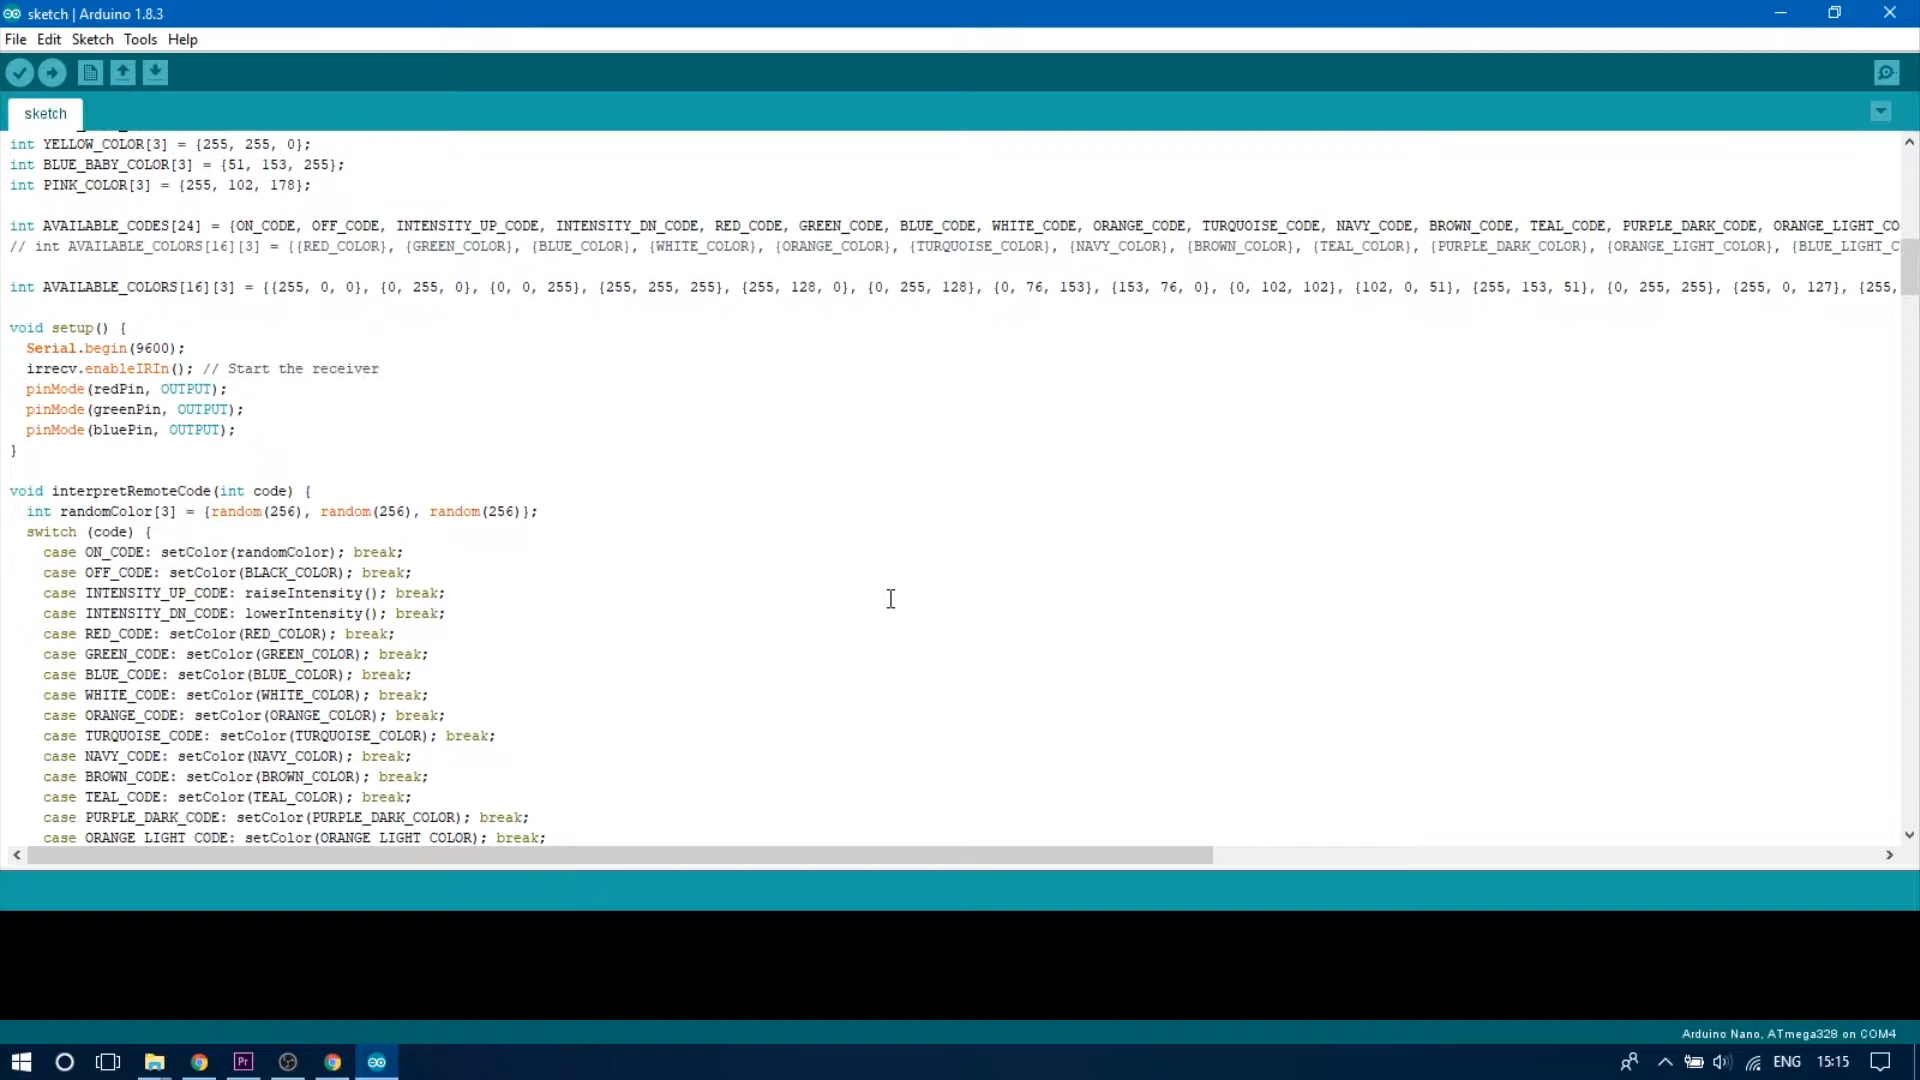 sketch | Arduino 1.8.3
File Edit Sketch Tools Help
sketch
int YELLOW_COLOR[3] = {255, 255, 0};
int BLUE_BABY_COLOR[3] = {51, 153, 255};
int PINK_COLOR[3] = {255, 102, 178};
int AVAILABLE_CODES[24] = {ON_CODE, OFF_CODE, INTENSITY_UP_CODE, INTENSITY_DN_CODE, RED_CODE, GREEN_CODE, BLUE_CODE, WHITE_CODE, ORANGE_CODE, TURQUOISE_CODE, NAVY_CODE, BROWN_CODE, TEAL_CODE, PURPLE_DARK_CODE, ORANGE_LIGHT_CO
// int AVAILABLE_COLORS[16][3] = {{RED_COLOR}, {GREEN_COLOR}, {BLUE_COLOR}, {WHITE_COLOR}, {ORANGE_COLOR}, {TURQUOISE_COLOR}, {NAVY_COLOR}, {BROWN_COLOR}, {TEAL_COLOR}, {PURPLE_DARK_COLOR}, {ORANGE_LIGHT_COLOR}, {BLUE_LIGHT_C
int AVAILABLE_COLORS[16][3] = {{255, 0, 0}, {0, 255, 0}, {0, 0, 255}, {255, 255, 255}, {255, 128, 0}, {0, 255, 128}, {0, 76, 153}, {153, 76, 0}, {0, 102, 102}, {102, 0, 51}, {255, 153, 51}, {0, 255, 255}, {255, 0, 127}, {255,
void setup() {
Serial.begin(9600);
irrecv.enableIRIn(); // Start the receiver
pinMode(redPin, OUTPUT);
pinMode(greenPin, OUTPUT);
pinMode(bluePin, OUTPUT);
}
void interpretRemoteCode(int code) {
int randomColor[3] = {random(256), random(256), random(256)};
switch (code) {
case ON_CODE: setColor(randomColor); break;
case OFF_CODE: setColor(BLACK_COLOR); break;
case INTENSITY_UP_CODE: raiseIntensity(); break;
case INTENSITY_DN_CODE: lowerIntensity(); break;
case RED_CODE: setColor(RED_COLOR); break;
case GREEN_CODE: setColor(GREEN_COLOR); break;
case BLUE_CODE: setColor(BLUE_COLOR); break;
case WHITE_CODE: setColor(WHITE_COLOR); break;
case ORANGE_CODE: setColor(ORANGE_COLOR); break;
case TURQUOISE_CODE: setColor(TURQUOISE_COLOR); break;
case NAVY_CODE: setColor(NAVY_COLOR); break;
case BROWN_CODE: setColor(BROWN_COLOR); break;
case TEAL_CODE: setColor(TEAL_COLOR); break;
case PURPLE_DARK_CODE: setColor(PURPLE_DARK_COLOR); break;
case ORANGE_LIGHT_CODE: setColor(ORANGE_LIGHT_COLOR); break;
Arduino Nano, ATmega328 on COM4
Pr
ENG 15:15